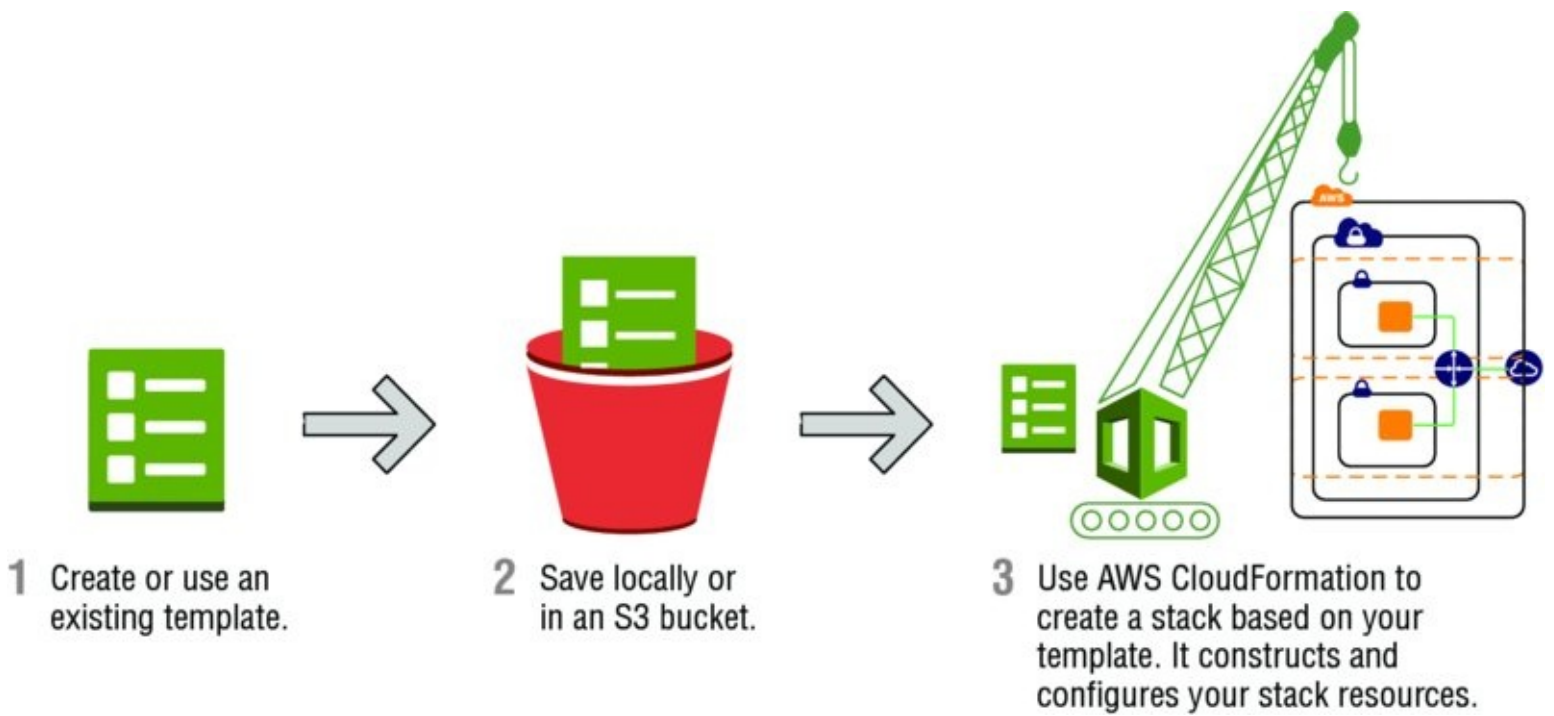 AWS
1 Create or use an
existing template.
2 Save locally or
in an S3 bucket.
3 Use AWS CloudFormation to
create a stack based on your
template. It constructs and
configures your stack resources.